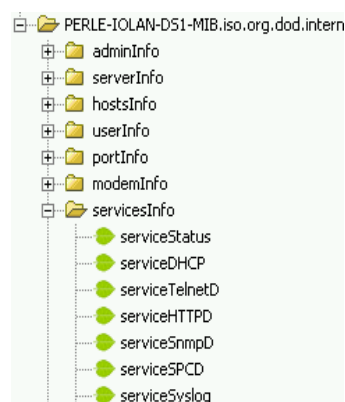 PERLE-IOLAN-DS1-MIB.iso.org.dod.intern
adminInfo
serverInfo
hostsInfo
userInfo
portInfo
modemInfo
servicesInfo
serviceStatus
serviceDHCP
serviceTelnetD
serviceHTTPD
serviceSnmpD
serviceSPCD
serviceSyslog